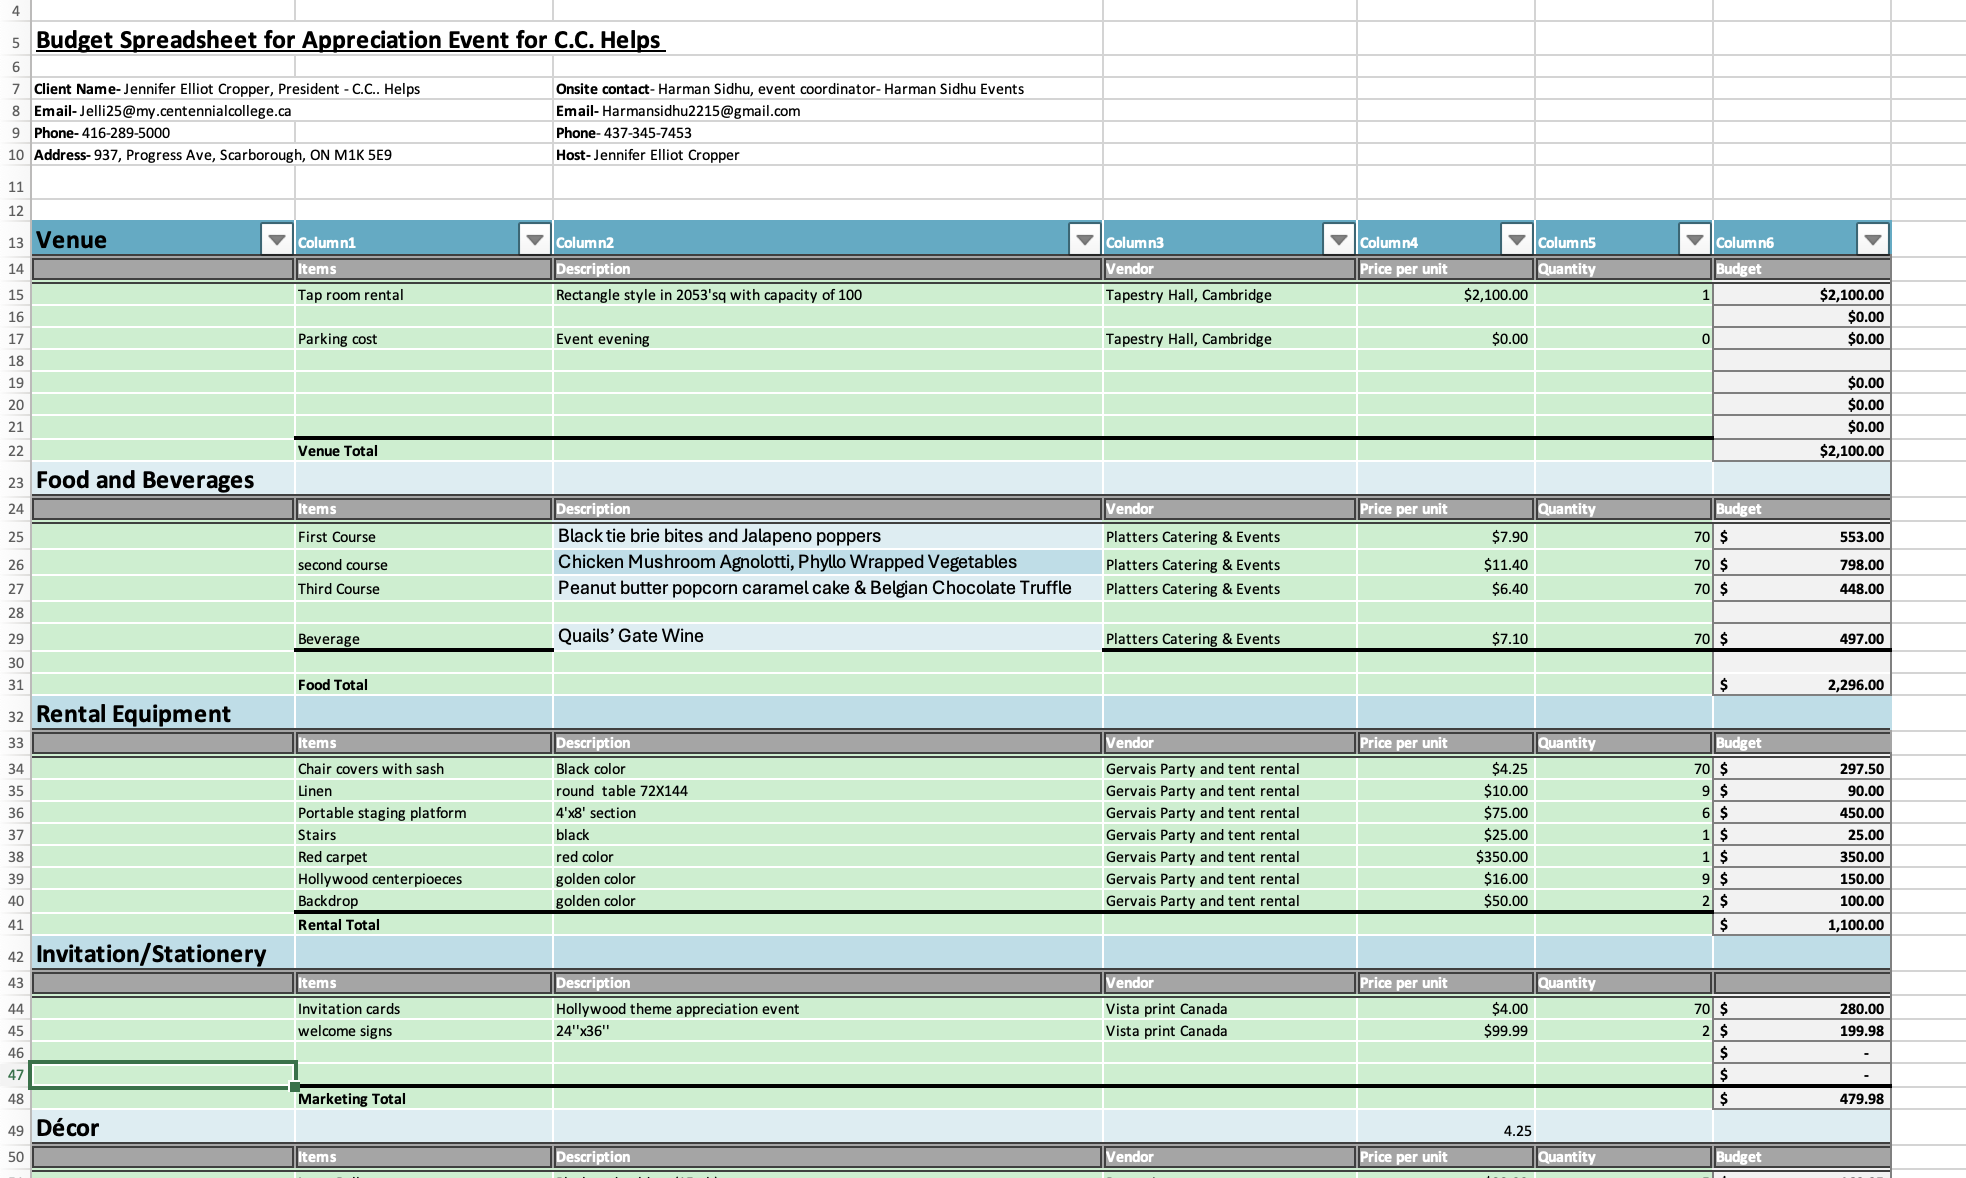 4
5 Budget Spreadsheet for Appreciation Event for C.C. Helps
6
7 Client Name- Jennifer Elliot Cropper, President - C.C.. Helps Onsite contact- Harman Sidhu, event coordinator- Harman Sidhu Events
8 Email- Jelli25@my.centennialcollege.ca Email- Harmansidhu2215@gmail.com
9 Phone- 416-289-5000 Phone- 437-345-7453
10 Address- 937, Progress Ave, Scarborough, ON M1K 5E9 Host- Jennifer Elliot Cropper
11
12
13 Venue Column1 Column2 Column3 Column4 Column5 Column6
14 Items Description Vendor Price per unit Quantity Budget
15 Tap room rental Rectangle style in 2053'sq with capacity of 100 Tapestry Hall, Cambridge $2,100.00 1 $2,100.00
16 $0.00
17 Parking cost Event evening Tapestry Hall, Cambridge $0.00 0 $0.00
18
19 $0.00
20 $0.00
21 $0.00
22 Venue Total $2,100.00
23 Food and Beverages
24 Items Description Vendor Price per unit Quantity Budget
25 First Course Black tie brie bites and Jalapeno poppers Platters Catering & Events $7.90 70 $ 553.00
26 second course Chicken Mushroom Agnolotti, Phyllo Wrapped Vegetables Platters Catering & Events $11.40 70 $ 798.00
27 Third Course Peanut butter popcorn caramel cake & Belgian Chocolate Truffle Platters Catering & Events $6.40 70 $ 448.00
28
29 Beverage Quails’ Gate Wine Platters Catering & Events $7.10 70 $ 497.00
30
31 Food Total $ 2,296.00
32 Rental Equipment
33 Items Description Vendor Price per unit Quantity Budget
34 Chair covers with sash Black color Gervais Party and tent rental $4.25 70 $ 297.50
35 Linen round table 72X144 Gervais Party and tent rental $10.00 9 $ 90.00
36 Portable staging platform 4'x8' section Gervais Party and tent rental $75.00 6 $ 450.00
37 Stairs black Gervais Party and tent rental $25.00 1 $ 25.00
38 Red carpet red color Gervais Party and tent rental $350.00 1 $ 350.00
39 Hollywood centerpioeces golden color Gervais Party and tent rental $16.00 9 $ 150.00
40 Backdrop golden color Gervais Party and tent rental $50.00 2 $ 100.00
41 Rental Total $ 1,100.00
42 Invitation/Stationery
43 Items Description Vendor Price per unit Quantity
44 Invitation cards Hollywood theme appreciation event Vista print Canada $4.00 70 $ 280.00
45 welcome signs 24''x36'' Vista print Canada $99.99 2 $ 199.98
46 $ -
47 $ -
48 Marketing Total $ 479.98
49 Décor 4.25
50 Items Description Vendor Price per unit Quantity Budget